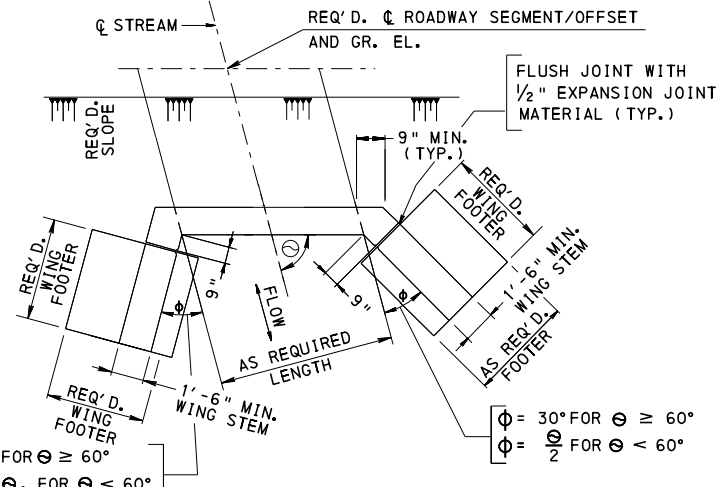 ℄ STREAM
REQ'D. ℄ ROADWAY SEGMENT/OFFSET
AND GR. EL.
FLUSH JOINT WITH
1/2" EXPANSION JOINT
MATERIAL (TYP.)
REQ'D.
SLOPE
9" MIN.
(TYP.)
REQ'D.
WING
FOOTER
REQ'D.
WING
FOOTER
9"
Θ
9"
ϕ
ϕ
FLOW
1'-6" MIN.
WING STEM
AS REQUIRED
LENGTH
AS REQ'D.
FOOTER
REQ'D.
WING
FOOTER
1'-6" MIN.
WING STEM
ϕ = 30° FOR Θ ≥ 60°
ϕ = Θ/2 FOR Θ < 60°
FOR Θ ≥ 60°
Θ, FOR Θ < 60°